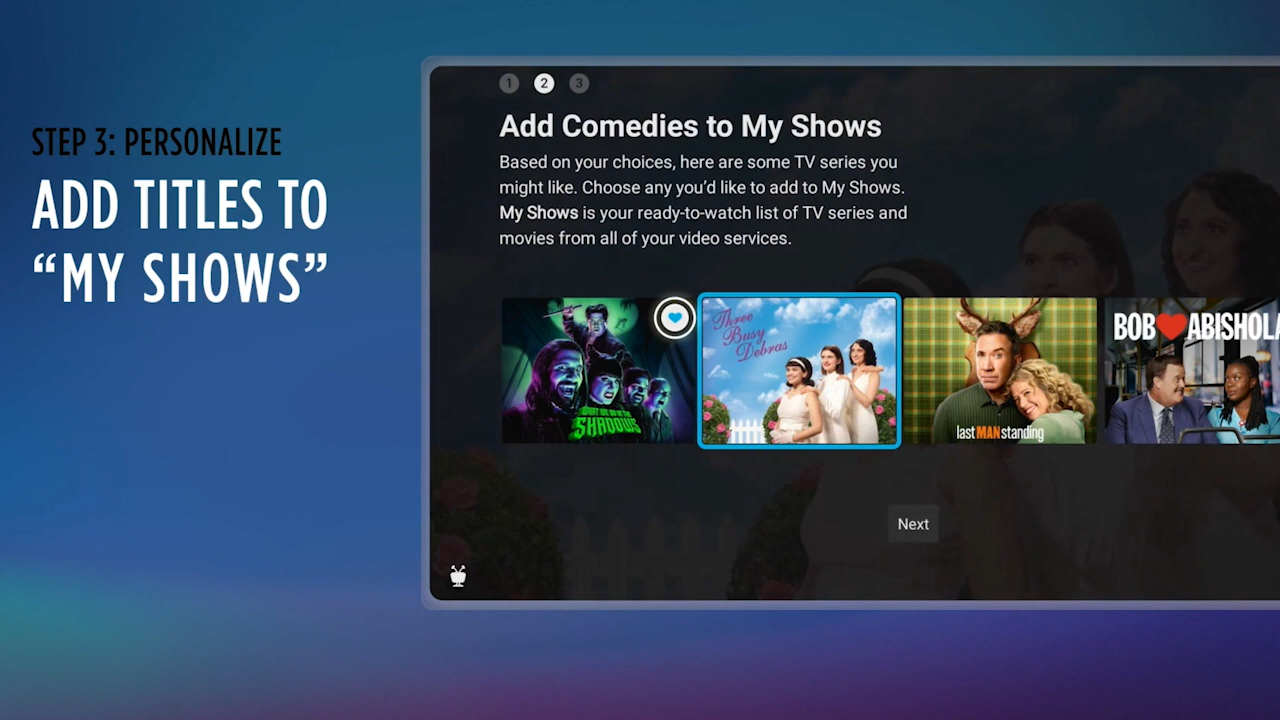 STEP 3: PERSONALIZE
ADD TITLES TO
“MY SHOWS”
1 2 3
Add Comedies to My Shows
Based on your choices, here are some TV series you
might like. Choose any you’d like to add to My Shows.
My Shows is your ready-to-watch list of TV series and
movies from all of your video services.
WHAT WE DO IN THE
SHADOWS
Three
Busy
Debras
last MAN standing
BOB ABISHOLA
Next